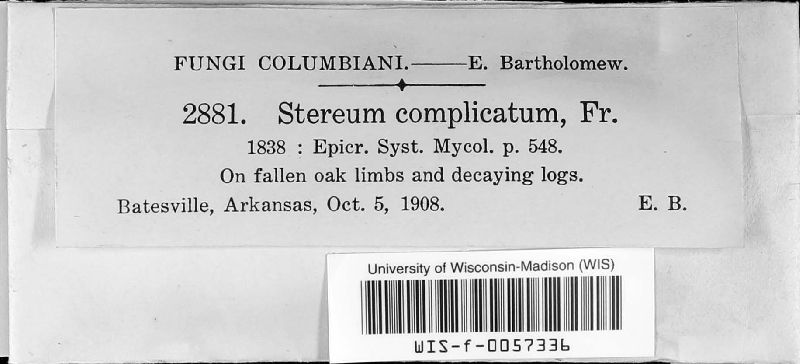 FUNGI COLUMBIANI.——E. Bartholomew.
2881. Stereum complicatum, Fr.
1838 : Epicr. Syst. Mycol. p. 548.
On fallen oak limbs and decaying logs.
Batesville, Arkansas, Oct. 5, 1908. E. B.
University of Wisconsin-Madison (WIS)
WIS-f-0057336